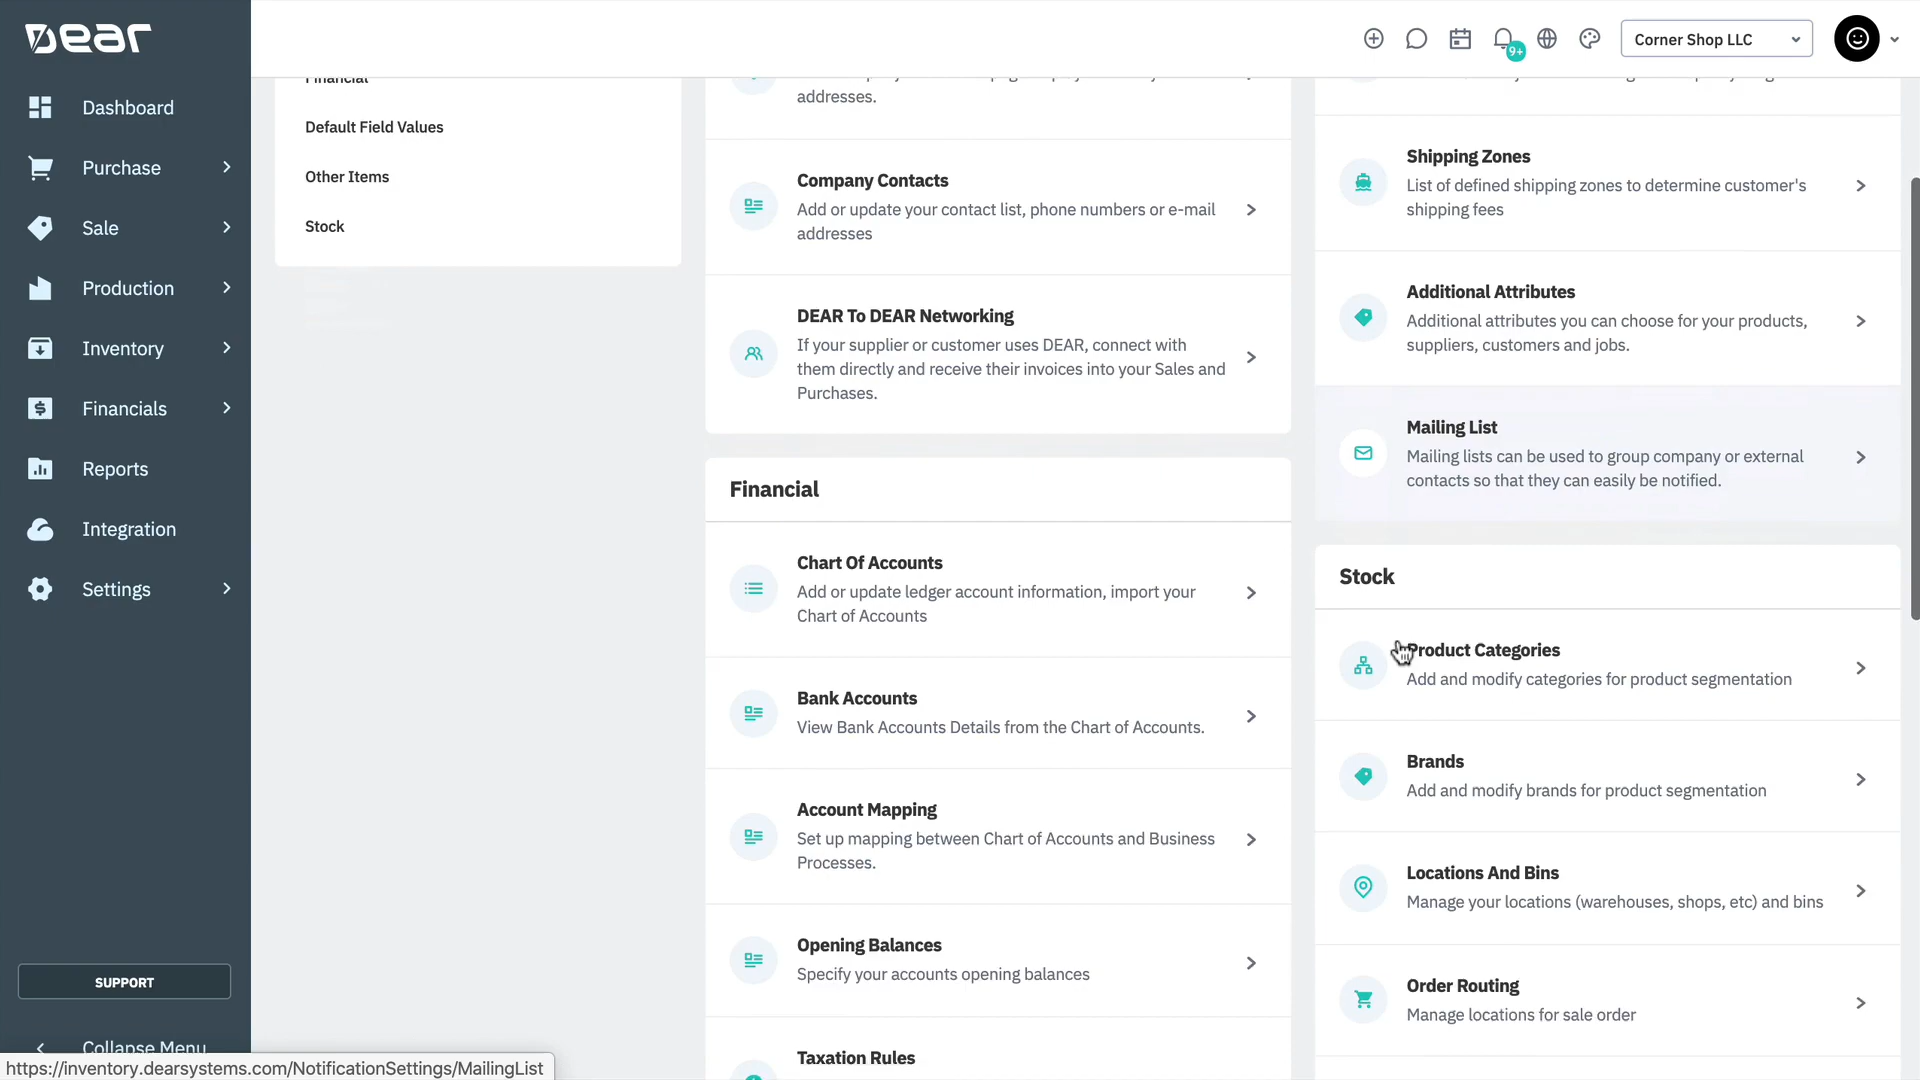 DEAR
9+
Corner Shop LLC
Dashboard
Purchase
Sale
Production
Inventory
Financials
Reports
Integration
Settings
SUPPORT
Collapse Menu
Financial
Default Field Values
Other Items
Stock
addresses.
Company Contacts
Add or update your contact list, phone numbers or e-mail
addresses
DEAR To DEAR Networking
If your supplier or customer uses DEAR, connect with
them directly and receive their invoices into your Sales and
Purchases.
Financial
Chart Of Accounts
Add or update ledger account information, import your
Chart of Accounts
Bank Accounts
View Bank Accounts Details from the Chart of Accounts.
Account Mapping
Set up mapping between Chart of Accounts and Business
Processes.
Opening Balances
Specify your accounts opening balances
Taxation Rules
Shipping Zones
List of defined shipping zones to determine customer's
shipping fees
Additional Attributes
Additional attributes you can choose for your products,
suppliers, customers and jobs.
Mailing List
Mailing lists can be used to group company or external
contacts so that they can easily be notified.
Stock
Product Categories
Add and modify categories for product segmentation
Brands
Add and modify brands for product segmentation
Locations And Bins
Manage your locations (warehouses, shops, etc) and bins
Order Routing
Manage locations for sale order
https://inventory.dearsystems.com/NotificationSettings/MailingList